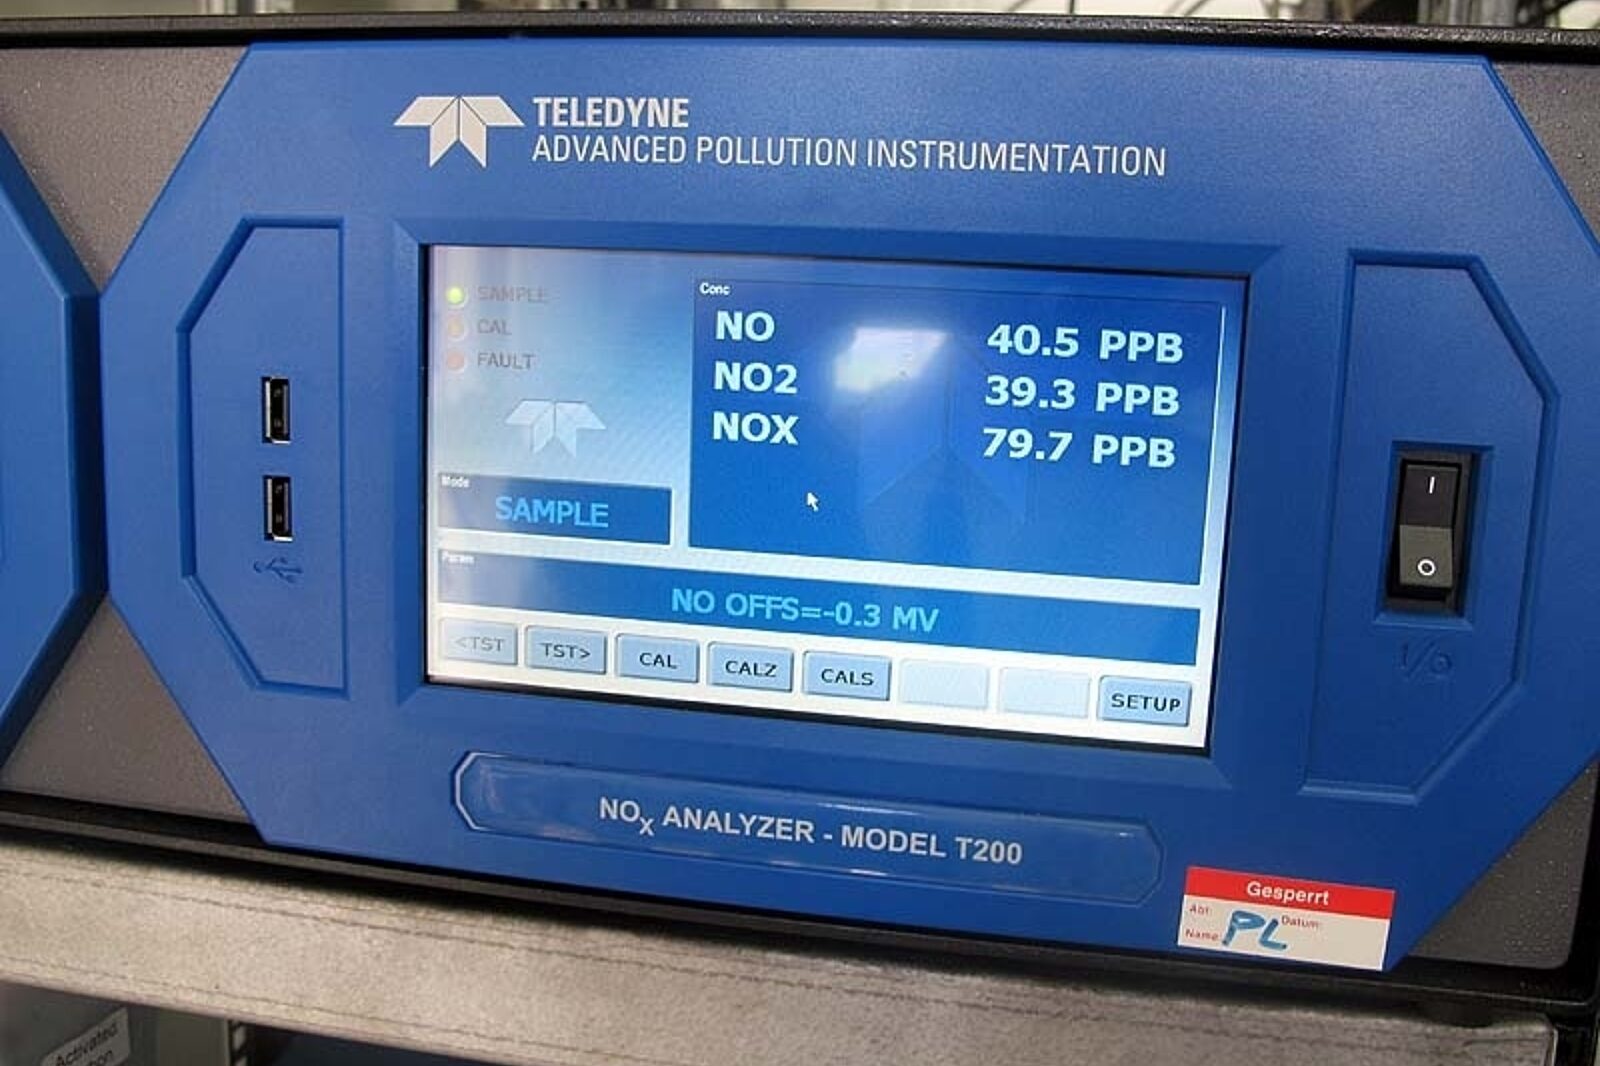 TELEDYNE
ADVANCED POLLUTION INSTRUMENTATION
SAMPLE
CAL
FAULT
Conc
NO 40.5 PPB
NO2 39.3 PPB
NOX 79.7 PPB
Mode
SAMPLE
Param
NO OFFS=-0.3 MV
<TST TST> CAL CALZ CALS SETUP
I
O
I/O
NOX ANALYZER - MODEL T200
Gesperrt
Abt: Datum:
Name: PL
Activated